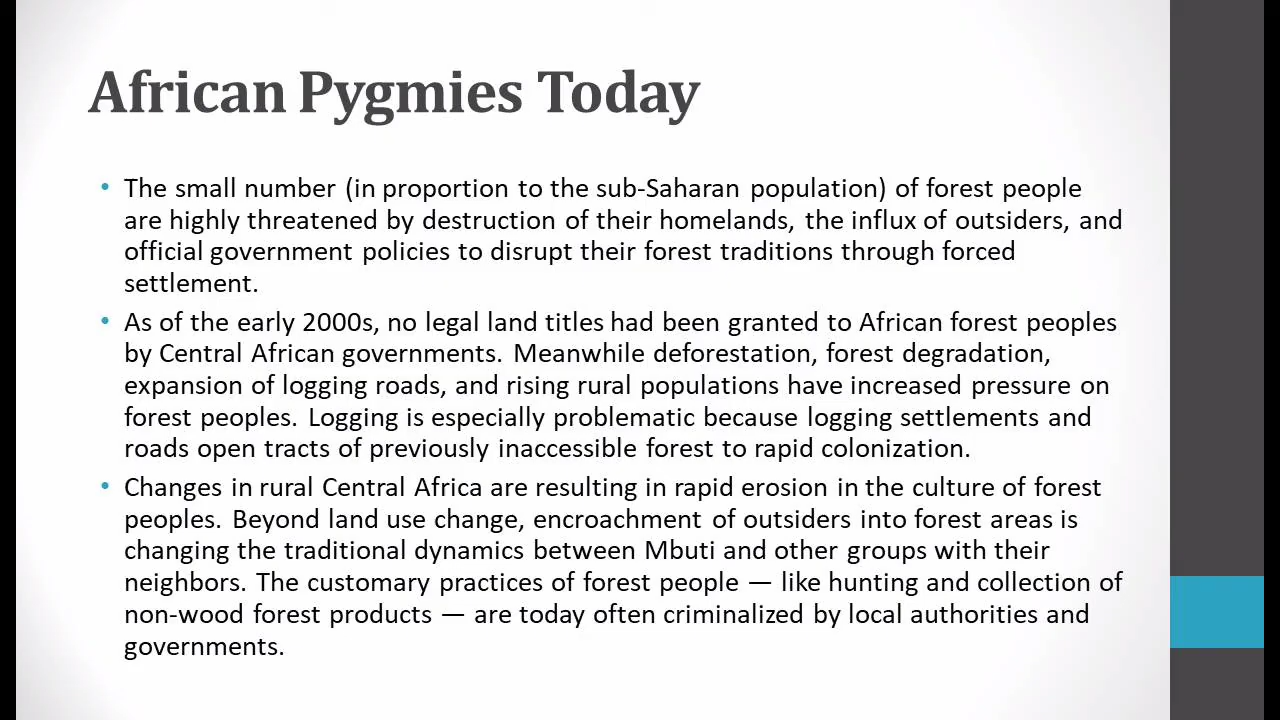 African Pygmies Today
• The small number (in proportion to the sub-Saharan population) of forest people
are highly threatened by destruction of their homelands, the influx of outsiders, and
official government policies to disrupt their forest traditions through forced
settlement.
• As of the early 2000s, no legal land titles had been granted to African forest peoples
by Central African governments. Meanwhile deforestation, forest degradation,
expansion of logging roads, and rising rural populations have increased pressure on
forest peoples. Logging is especially problematic because logging settlements and
roads open tracts of previously inaccessible forest to rapid colonization.
• Changes in rural Central Africa are resulting in rapid erosion in the culture of forest
peoples. Beyond land use change, encroachment of outsiders into forest areas is
changing the traditional dynamics between Mbuti and other groups with their
neighbors. The customary practices of forest people — like hunting and collection of
non-wood forest products — are today often criminalized by local authorities and
governments.